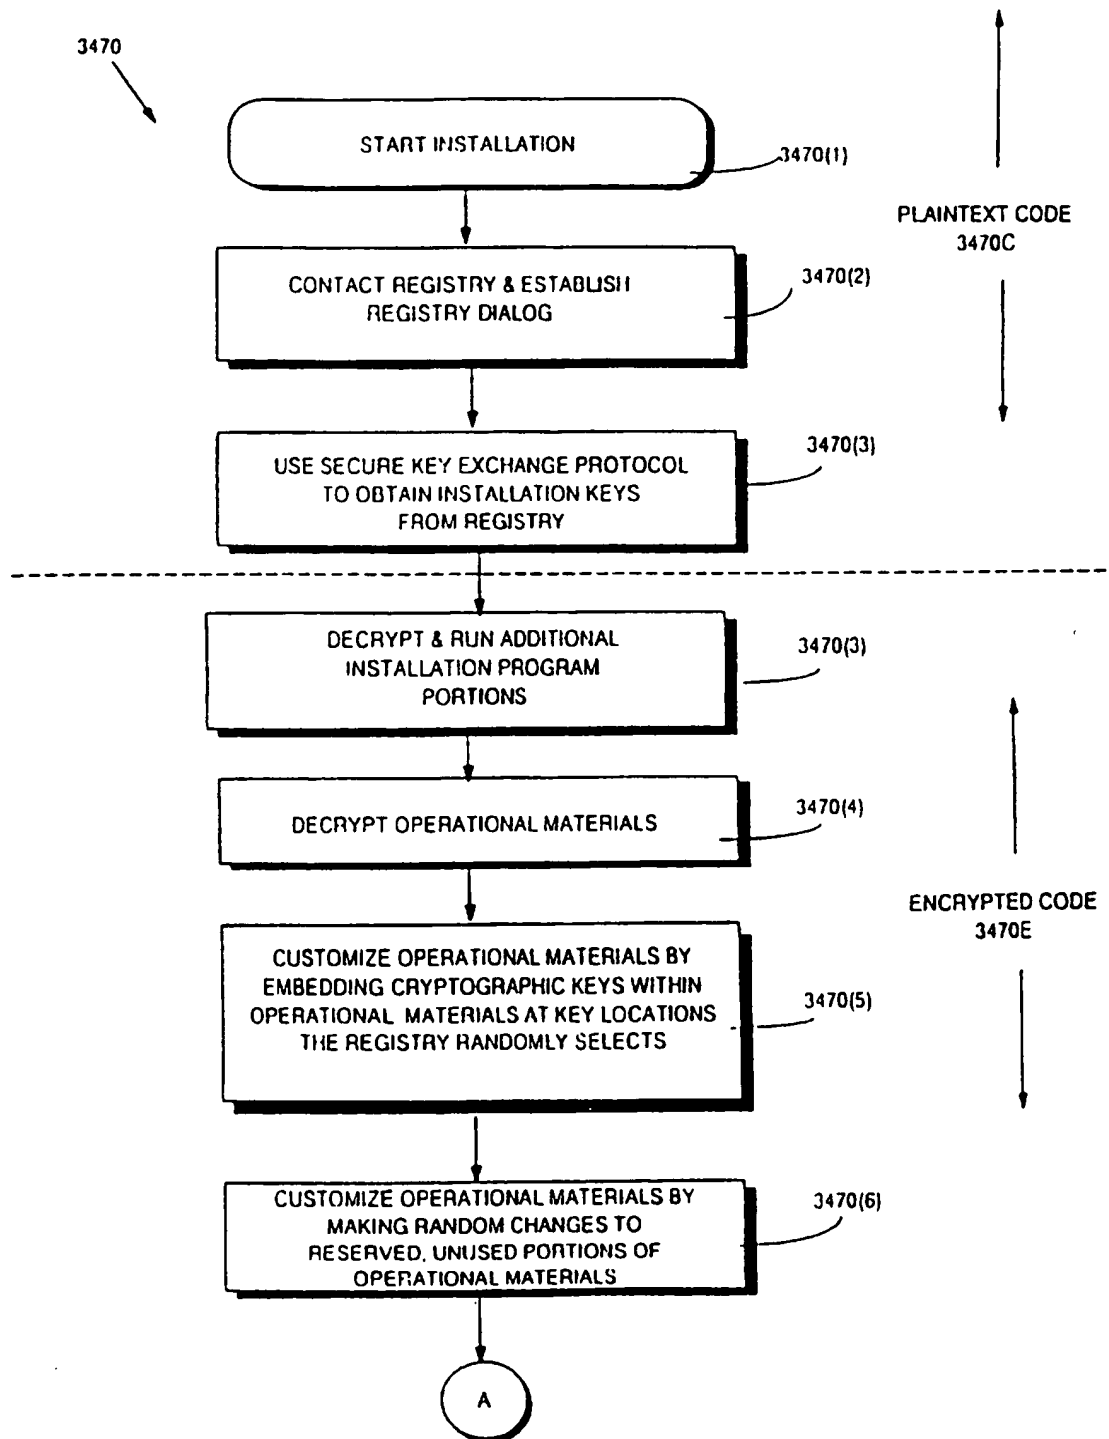 3470
START INSTALLATION
3470(1)
PLAINTEXT CODE
3470C
CONTACT REGISTRY & ESTABLISH
REGISTRY DIALOG
3470(2)
USE SECURE KEY EXCHANGE PROTOCOL
TO OBTAIN INSTALLATION KEYS
FROM REGISTRY
3470(3)
DECRYPT & RUN ADDITIONAL
INSTALLATION PROGRAM
PORTIONS
3470(3)
DECRYPT OPERATIONAL MATERIALS
3470(4)
ENCRYPTED CODE
3470E
CUSTOMIZE OPERATIONAL MATERIALS BY
EMBEDDING CRYPTOGRAPHIC KEYS WITHIN
OPERATIONAL MATERIALS AT KEY LOCATIONS
THE REGISTRY RANDOMLY SELECTS
3470(5)
CUSTOMIZE OPERATIONAL MATERIALS BY
MAKING RANDOM CHANGES TO
RESERVED, UNUSED PORTIONS OF
OPERATIONAL MATERIALS
3470(6)
A